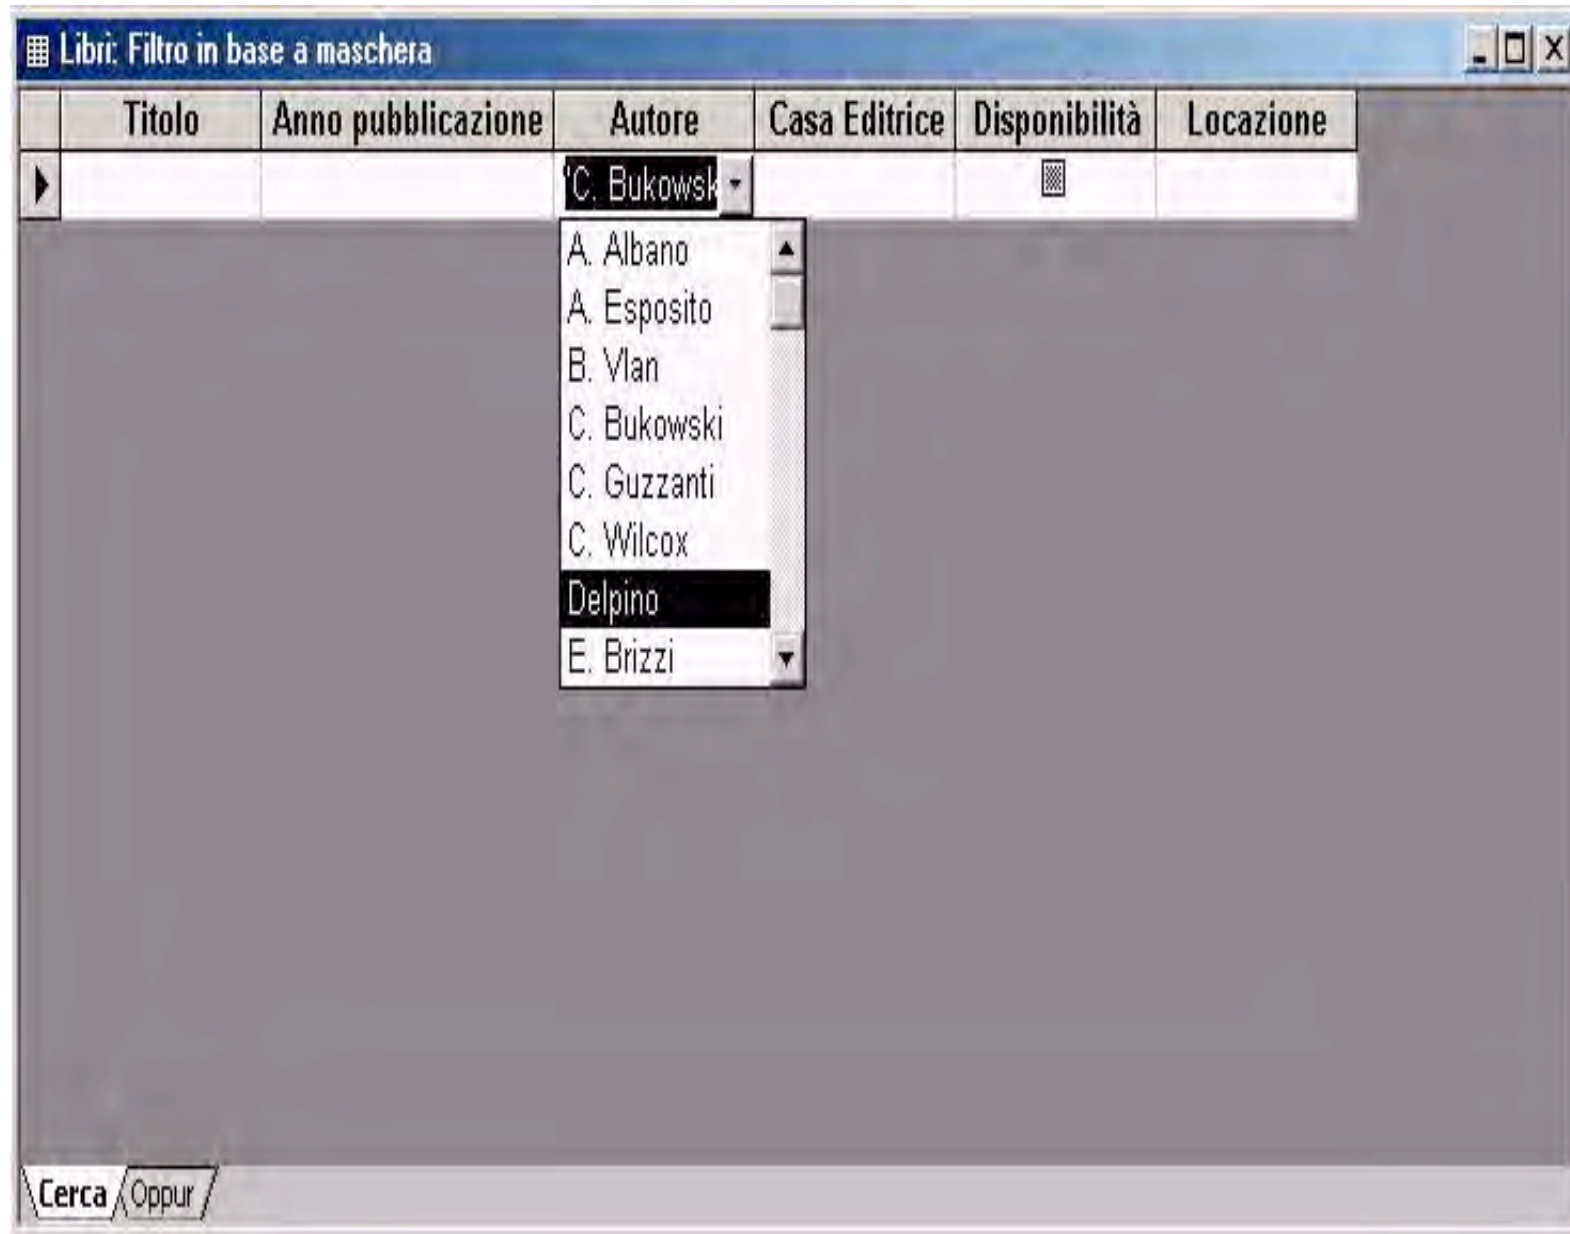 Libri: Filtro in base a maschera
Titolo Anno pubblicazione Autore Casa Editrice Disponibilità Locazione
'C. Bukowsk
A. Albano
A. Esposito
B. Vlan
C. Bukowski
C. Guzzanti
C. Wilcox
Delpino
E. Brizzi
Cerca Oppur